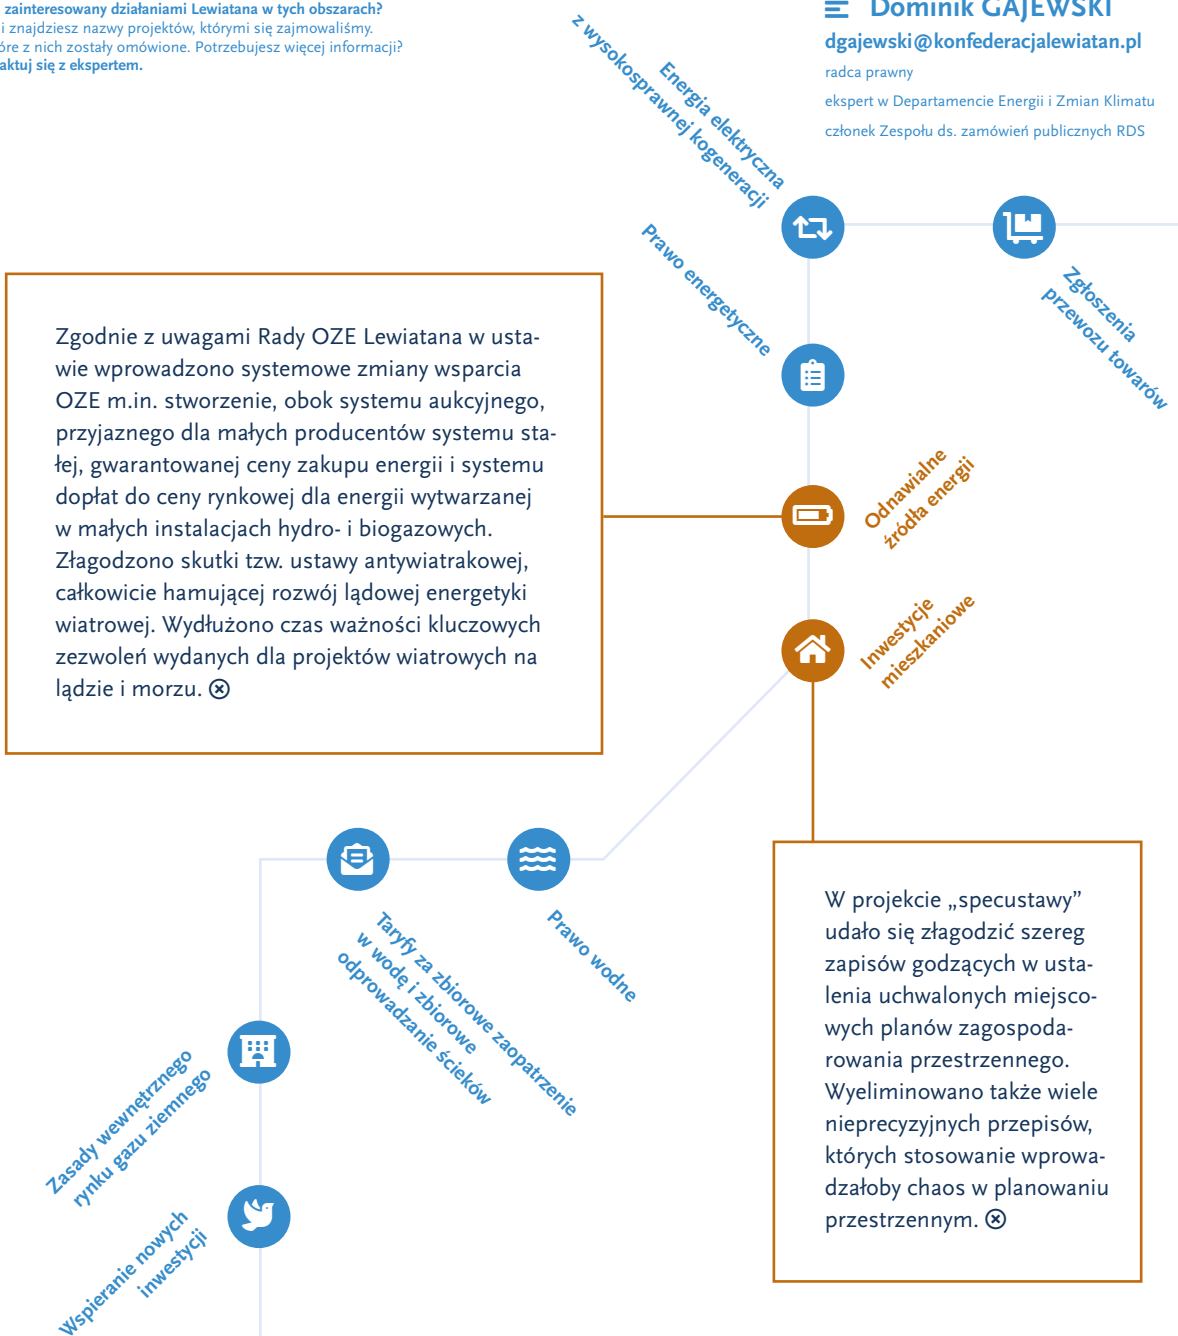 zainteresowany działaniami Lewiatana w tych obszarach?
i znajdziesz nazwy projektów, którymi się zajmowaliśmy.
óre z nich zostały omówione. Potrzebujesz więcej informacji?
aktuj się z ekspertem.
Dominik GAJEWSKI
dgajewski@konfederacjalewiatan.pl
radca prawny
ekspert w Departamencie Energii i Zmian Klimatu
członek Zespołu ds. zamówień publicznych RDS
Energia elektryczna
z wysokosprawnej kogeneracji
Zgłoszenia
przewozu towarów
Prawo energetyczne
Zgodnie z uwagami Rady OZE Lewiatana w usta-
wie wprowadzono systemowe zmiany wsparcia
OZE m.in. stworzenie, obok systemu aukcyjnego,
przyjaznego dla małych producentów systemu sta-
łej, gwarantowanej ceny zakupu energii i systemu
dopłat do ceny rynkowej dla energii wytwarzanej
w małych instalacjach hydro- i biogazowych.
Złagodzono skutki tzw. ustawy antywiatrakowej,
całkowicie hamującej rozwój lądowej energetyki
wiatrowej. Wydłużono czas ważności kluczowych
zezwoleń wydanych dla projektów wiatrowych na
lądzie i morzu.
Odnawialne
źródła energii
Inwestycje
mieszkaniowe
W projekcie „specustawy”
udało się złagodzić szereg
zapisów godzących w usta-
lenia uchwalonych miejsco-
wych planów zagospoda-
rowania przestrzennego.
Wyeliminowano także wiele
nieprecyzyjnych przepisów,
których stosowanie wprowa-
dzałoby chaos w planowaniu
przestrzennym.
Prawo wodne
Taryfy za zbiorowe zaopatrzenie
w wodę i zbiorowe
odprowadzanie ścieków
Zasady wewnętrznego
rynku gazu ziemnego
Wspieranie nowych
inwestycji